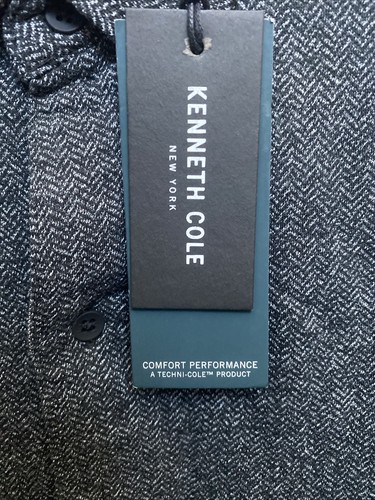 KENNETH COLE
NEW YORK
COMFORT PERFORMANCE
A TECHNI-COLE™ PRODUCT